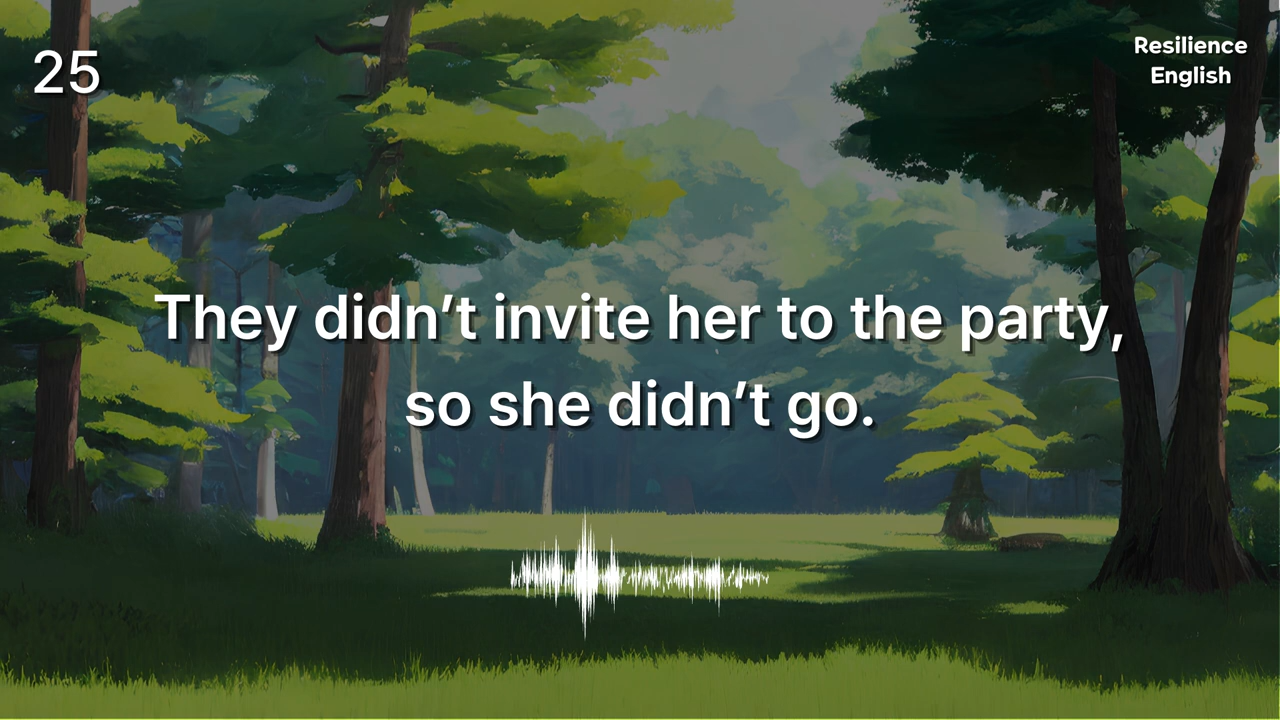 25
Resilience
English
They didn’t invite her to the party,
so she didn’t go.